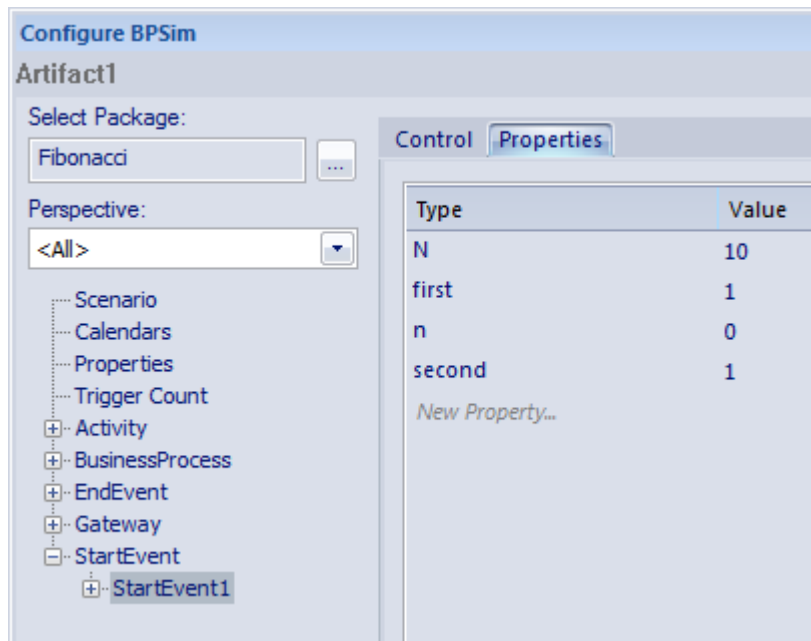 Configure BPSim
Artifact1
Select Package:
Fibonacci
...
Perspective:
<All>
Scenario
Calendars
Properties
Trigger Count
Activity
BusinessProcess
EndEvent
Gateway
StartEvent
StartEvent1
Control Properties
Type Value
N 10
first 1
n 0
second 1
New Property...